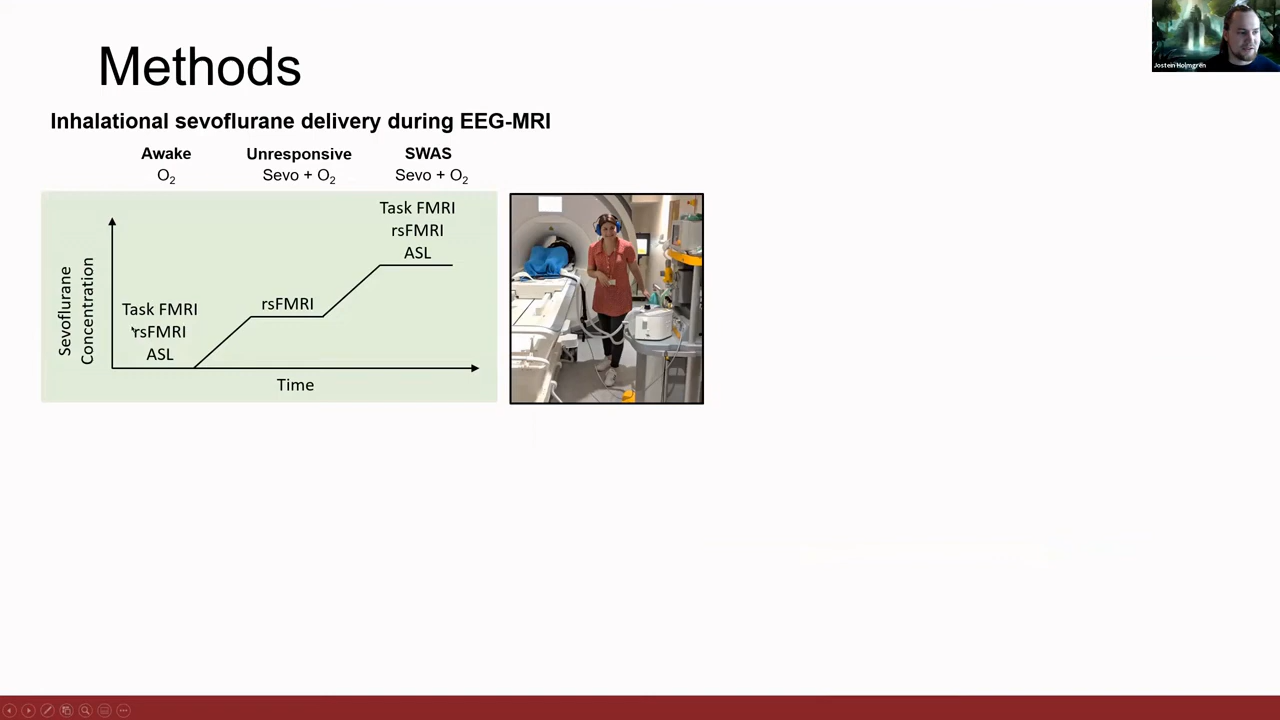 Methods
Jostein Holmgren
Inhalational sevoflurane delivery during EEG-MRI
Awake Unresponsive SWAS
O₂ Sevo + O₂ Sevo + O₂
Task FMRI
rsFMRI
ASL
rsFMRI
Task FMRI
rsFMRI
ASL
Sevoflurane
Concentration
Time